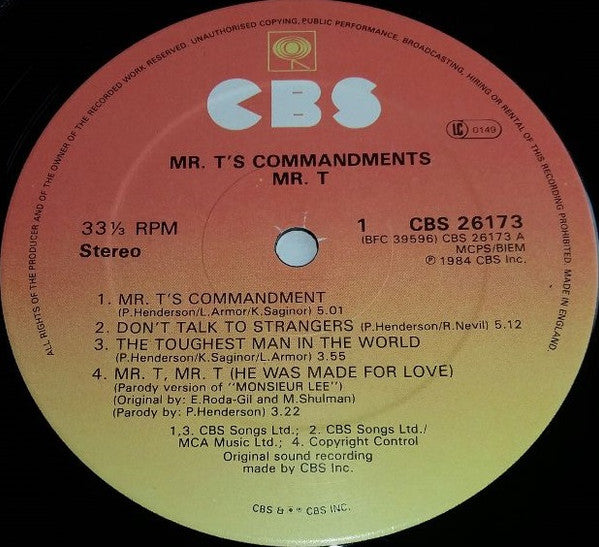 ALL RIGHTS OF THE PRODUCER AND OF THE OWNER OF THE RECORDED WORK RESERVED. UNAUTHORISED COPYING, PUBLIC PERFORMANCE, BROADCASTING, HIRING OR RENTAL OF THIS RECORDING PROHIBITED. MADE IN ENGLAND.
CBS
LC 0149
MR. T'S COMMANDMENTS
MR. T
33⅓ RPM
Stereo
1 CBS 26173
(BFC 39596) CBS 26173 A
MCPS/BIEM
℗ 1984 CBS Inc.
1. MR. T'S COMMANDMENT
(P.Henderson/L.Armor/K.Saginor) 5.01
2. DON'T TALK TO STRANGERS (P.Henderson/R.Nevil) 5.12
3. THE TOUGHEST MAN IN THE WORLD
(P.Henderson/K.Saginor/L.Armor) 3.55
4. MR. T, MR. T (HE WAS MADE FOR LOVE)
(Parody version of "MONSIEUR LEE")
(Original by: E.Roda-Gil and M.Shulman)
(Parody by: P.Henderson) 3.22
1,3. CBS Songs Ltd.; 2. CBS Songs Ltd./
MCA Music Ltd.; 4. Copyright Control
Original sound recording
made by CBS Inc.
CBS & CBS INC.